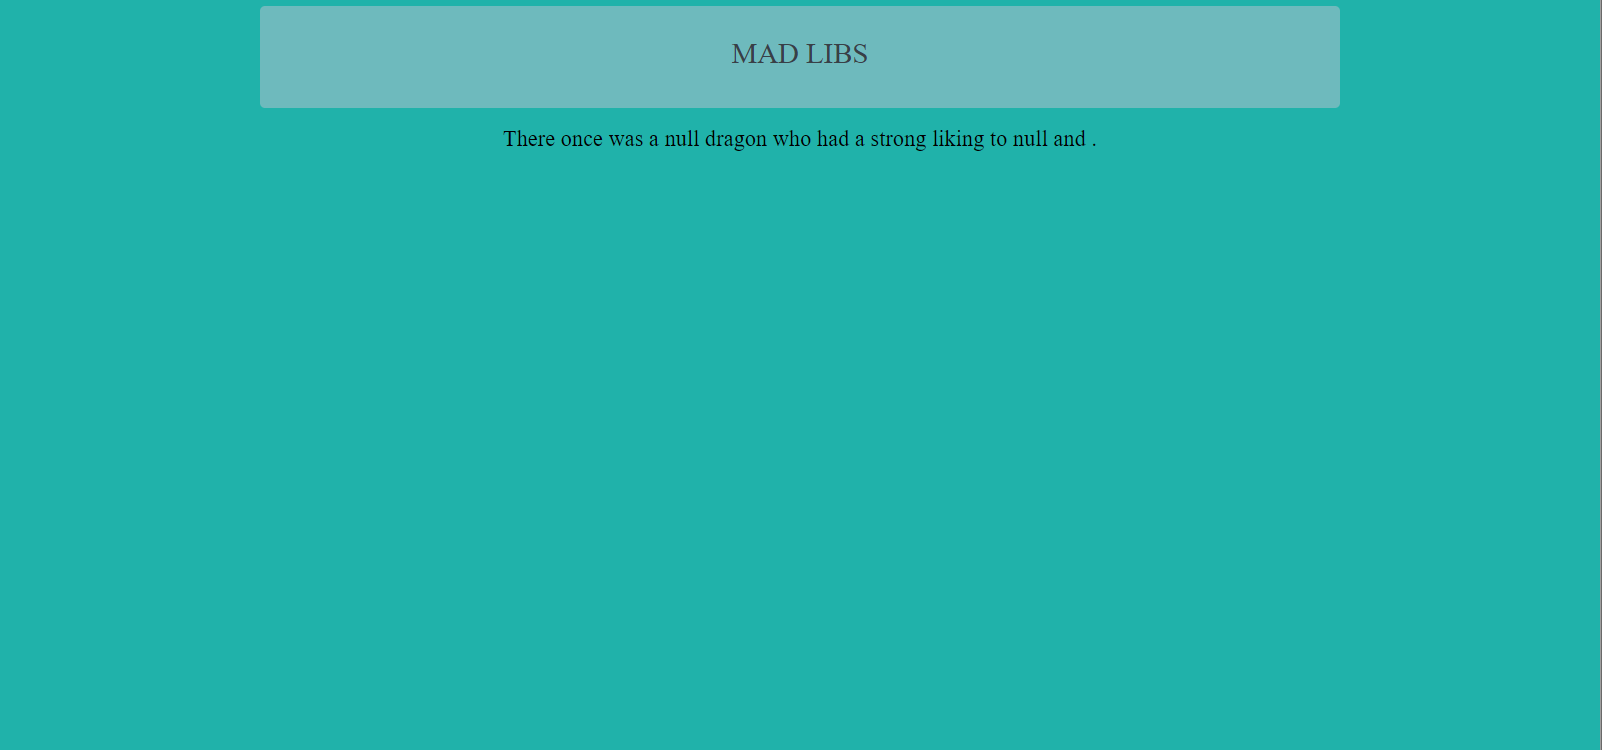 MAD LIBS
There once was a null dragon who had a strong liking to null and .